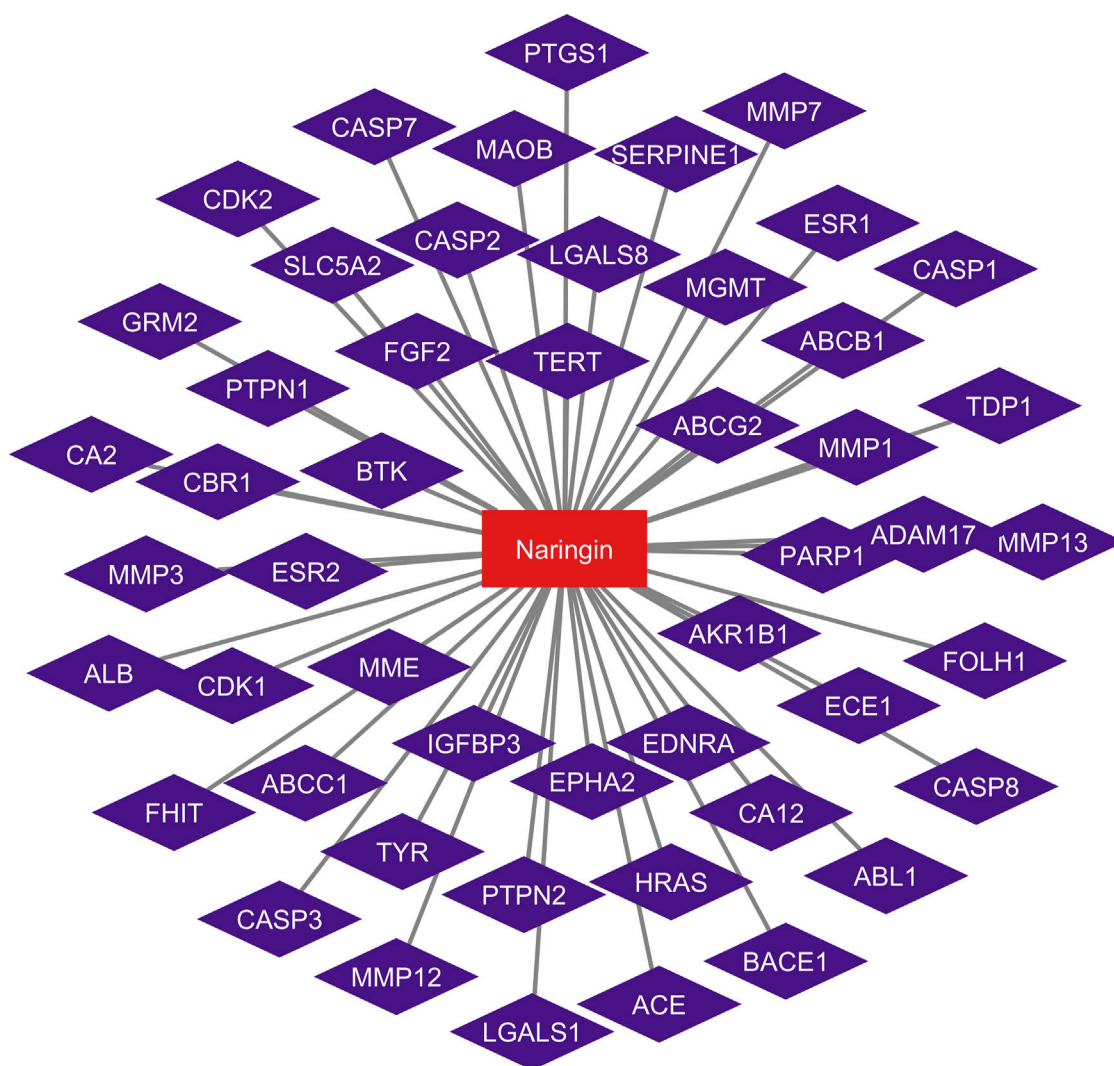 PTGS1
MMP7
CASP7
MAOB
SERPINE1
CDK2
ESR1
CASP2
LGALS8
SLC5A2
CASP1
MGMT
GRM2
ABCB1
FGF2
TERT
PTPN1
TDP1
ABCG2
MMP1
CA2
CBR1
BTK
ADAM17
MMP13
Naringin
PARP1
MMP3
ESR2
AKR1B1
FOLH1
MME
ALB
CDK1
ECE1
IGFBP3
EDNRA
EPHA2
ABCC1
CASP8
FHIT
CA12
TYR
ABL1
HRAS
PTPN2
CASP3
BACE1
MMP12
ACE
LGALS1